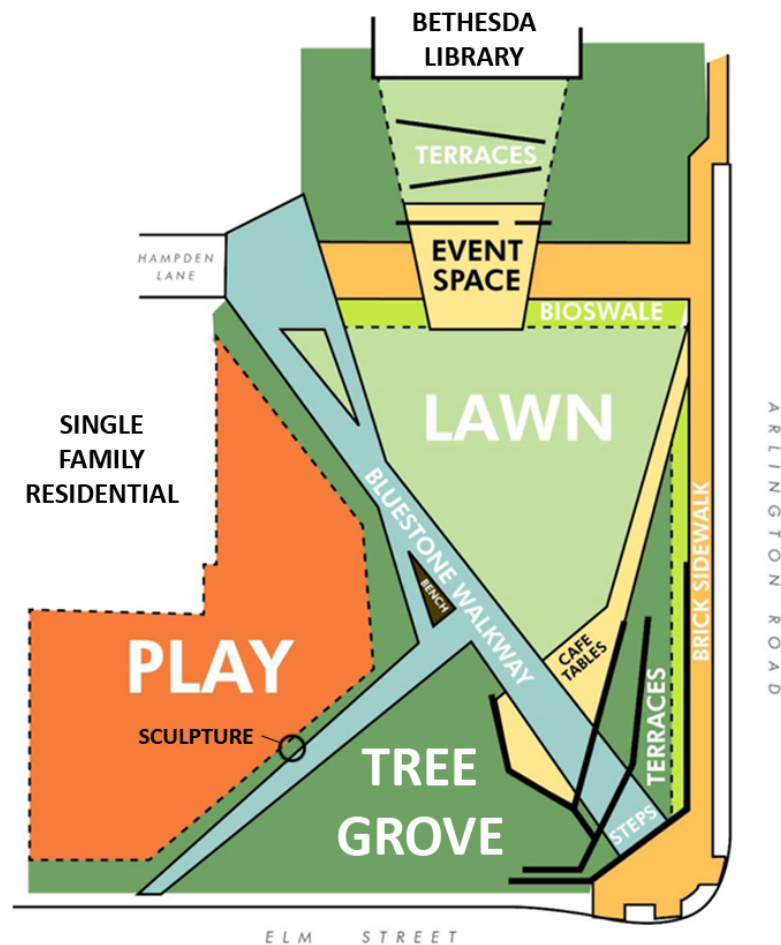 BETHESDA
LIBRARY
TERRACES
HAMPDEN
LANE
EVENT
SPACE
BIOSWALE
LAWN
SINGLE
FAMILY
RESIDENTIAL
ARLINGTON ROAD
BLUESTONE WALKWAY
BRICK SIDEWALK
BENCH
PLAY
CAFE
TABLES
TERRACES
SCULPTURE
TREE
GROVE
STEPS
ELM STREET